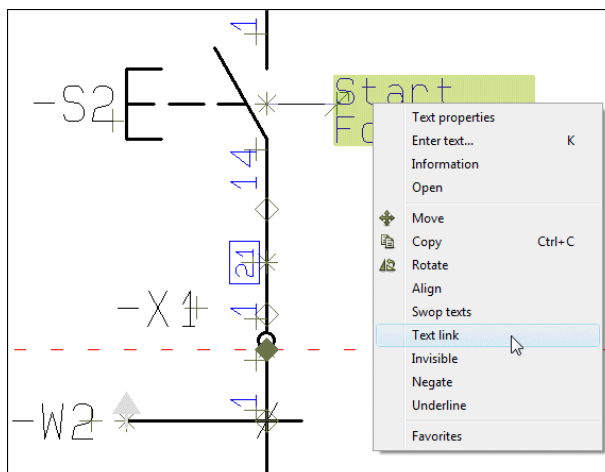 1
-S2
Start
Fo
14
21
-X1
1
1
-W2
Text properties
Enter text... K
Information
Open
Move
Copy Ctrl+C
Rotate
Align
Swop texts
Text link
Invisible
Negate
Underline
Favorites